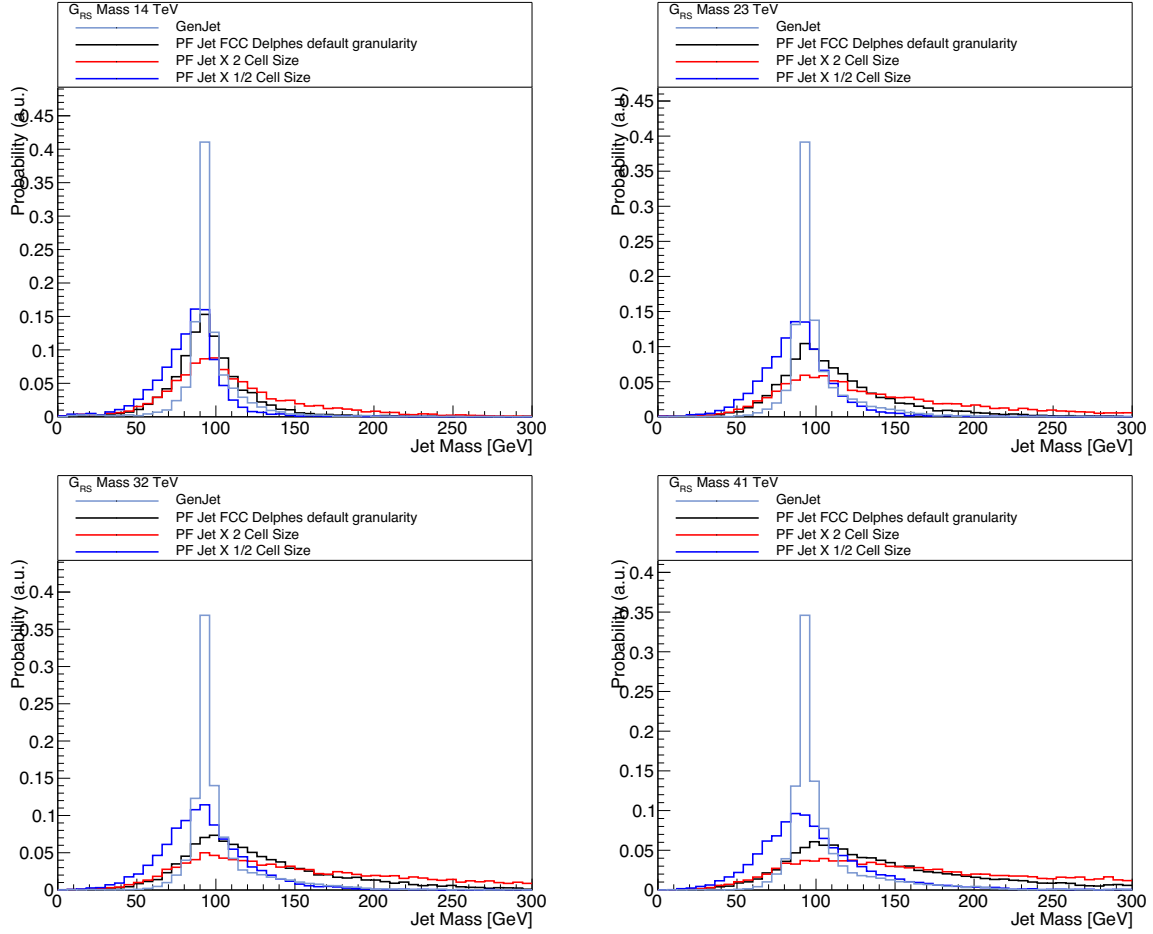 G_RS Mass 14 TeV
GenJet
PF Jet FCC Delphes default granularity
PF Jet X 2 Cell Size
PF Jet X 1/2 Cell Size
Probability (a.u.)
0.45
0.4
0.35
0.3
0.25
0.2
0.15
0.1
0.05
0
0 50 100 150 200 250 300
Jet Mass [GeV]
G_RS Mass 23 TeV
GenJet
PF Jet FCC Delphes default granularity
PF Jet X 2 Cell Size
PF Jet X 1/2 Cell Size
Probability (a.u.)
0.45
0.4
0.35
0.3
0.25
0.2
0.15
0.1
0.05
0
0 50 100 150 200 250 300
Jet Mass [GeV]
G_RS Mass 32 TeV
GenJet
PF Jet FCC Delphes default granularity
PF Jet X 2 Cell Size
PF Jet X 1/2 Cell Size
Probability (a.u.)
0.4
0.35
0.3
0.25
0.2
0.15
0.1
0.05
0
0 50 100 150 200 250 300
Jet Mass [GeV]
G_RS Mass 41 TeV
GenJet
PF Jet FCC Delphes default granularity
PF Jet X 2 Cell Size
PF Jet X 1/2 Cell Size
Probability (a.u.)
0.4
0.35
0.3
0.25
0.2
0.15
0.1
0.05
0
0 50 100 150 200 250 300
Jet Mass [GeV]